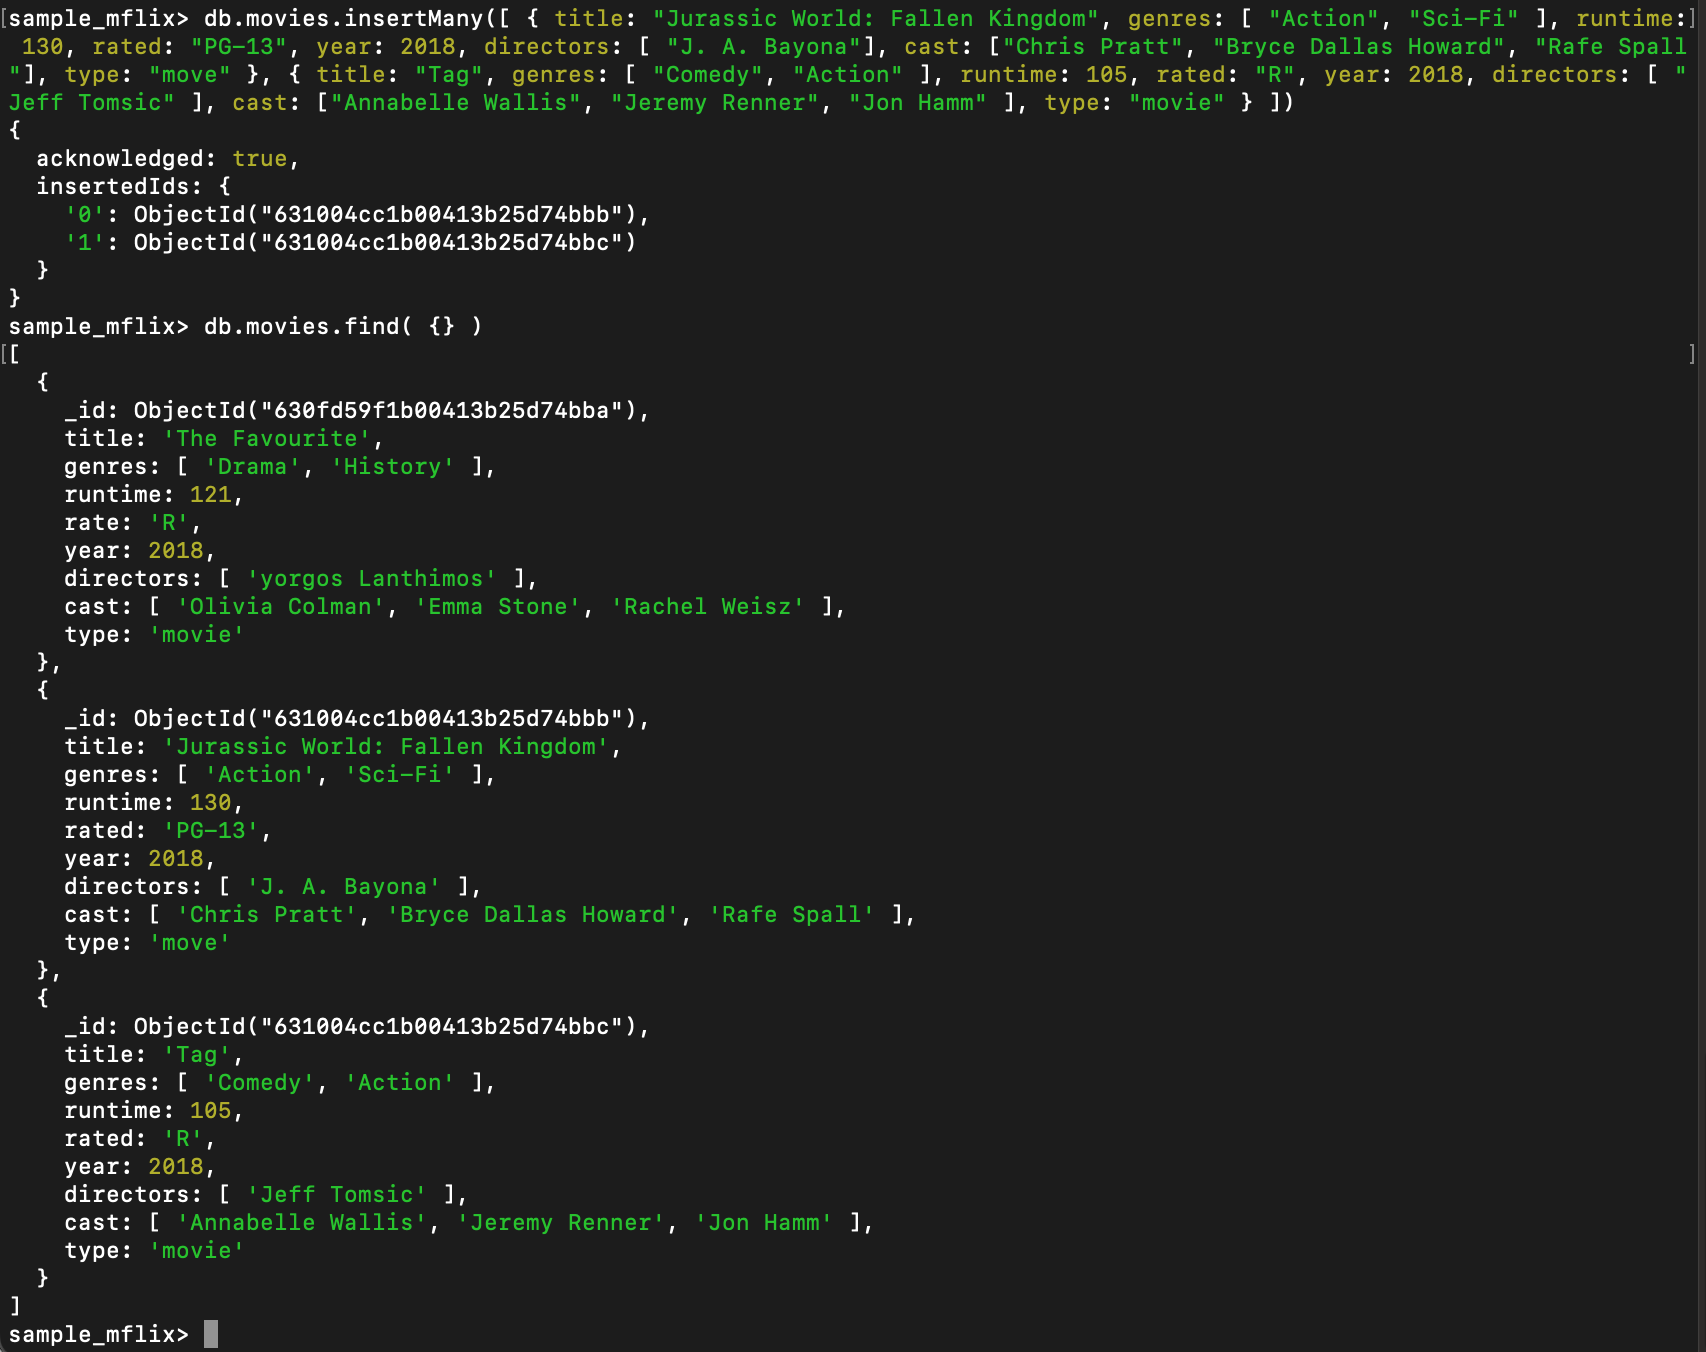 [sample_mflix> db.movies.insertMany([ { title: "Jurassic World: Fallen Kingdom", genres: [ "Action", "Sci-Fi" ], runtime:]
 130, rated: "PG-13", year: 2018, directors: [ "J. A. Bayona"], cast: ["Chris Pratt", "Bryce Dallas Howard", "Rafe Spall
"], type: "move" }, { title: "Tag", genres: [ "Comedy", "Action" ], runtime: 105, rated: "R", year: 2018, directors: [ "
Jeff Tomsic" ], cast: ["Annabelle Wallis", "Jeremy Renner", "Jon Hamm" ], type: "movie" } ])
{
  acknowledged: true,
  insertedIds: {
    '0': ObjectId("631004cc1b00413b25d74bbb"),
    '1': ObjectId("631004cc1b00413b25d74bbc")
  }
}
sample_mflix> db.movies.find( {} )
[[ ]
  {
    _id: ObjectId("630fd59f1b00413b25d74bba"),
    title: 'The Favourite',
    genres: [ 'Drama', 'History' ],
    runtime: 121,
    rate: 'R',
    year: 2018,
    directors: [ 'yorgos Lanthimos' ],
    cast: [ 'Olivia Colman', 'Emma Stone', 'Rachel Weisz' ],
    type: 'movie'
  },
  {
    _id: ObjectId("631004cc1b00413b25d74bbb"),
    title: 'Jurassic World: Fallen Kingdom',
    genres: [ 'Action', 'Sci-Fi' ],
    runtime: 130,
    rated: 'PG-13',
    year: 2018,
    directors: [ 'J. A. Bayona' ],
    cast: [ 'Chris Pratt', 'Bryce Dallas Howard', 'Rafe Spall' ],
    type: 'move'
  },
  {
    _id: ObjectId("631004cc1b00413b25d74bbc"),
    title: 'Tag',
    genres: [ 'Comedy', 'Action' ],
    runtime: 105,
    rated: 'R',
    year: 2018,
    directors: [ 'Jeff Tomsic' ],
    cast: [ 'Annabelle Wallis', 'Jeremy Renner', 'Jon Hamm' ],
    type: 'movie'
  }
]
sample_mflix>